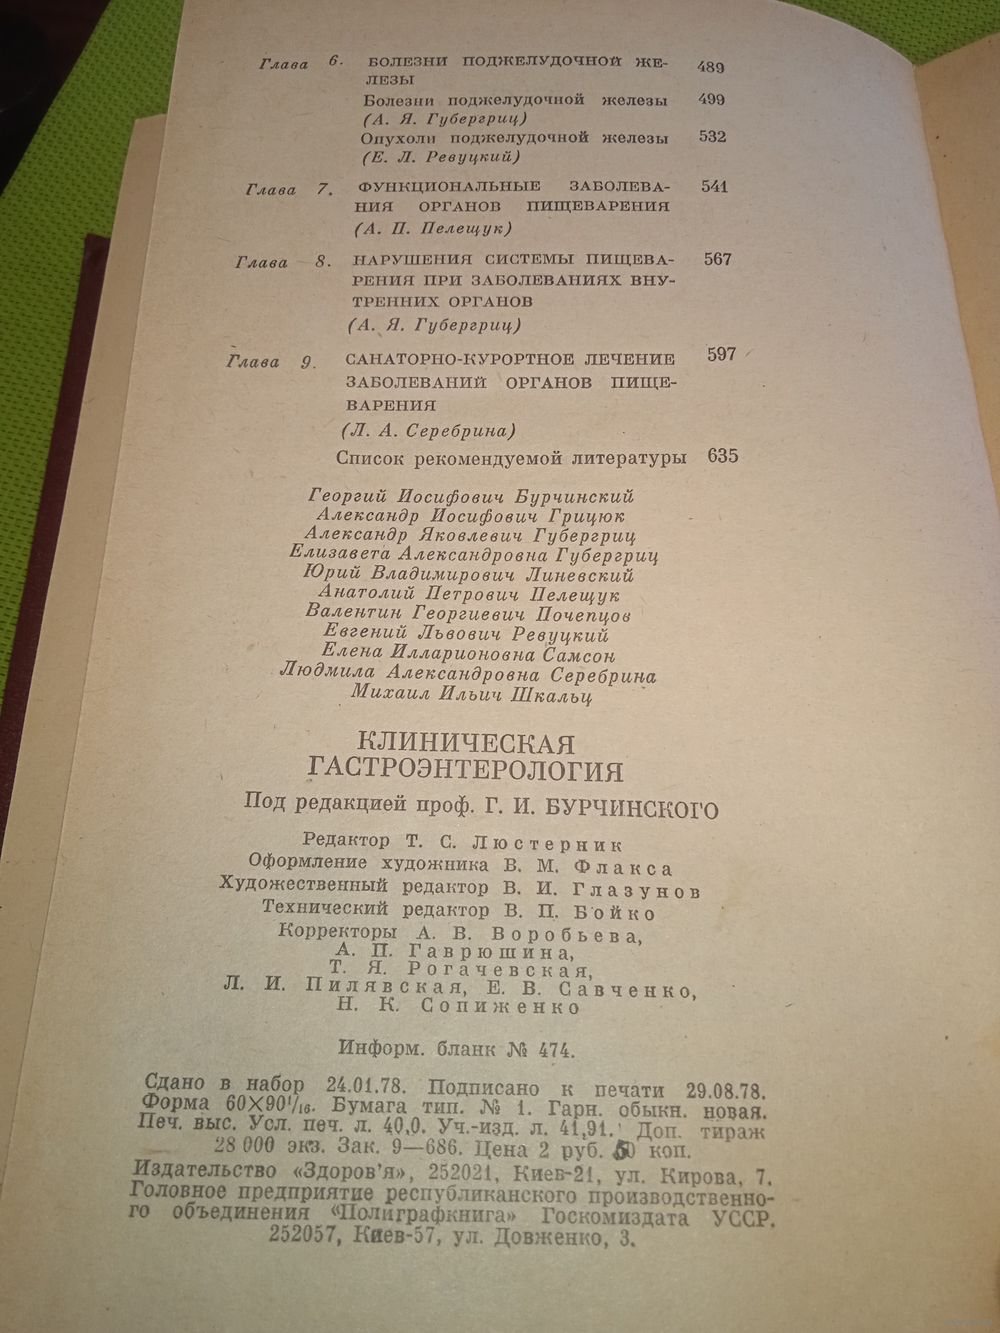 Глава 6. БОЛЕЗНИ ПОДЖЕЛУДОЧНОЙ ЖЕ- 489
ЛЕЗЫ
Болезни поджелудочной железы 499
(А. Я. Губергриц)
Опухоли поджелудочной железы 532
(Е. Л. Ревуцкий)
Глава 7. ФУНКЦИОНАЛЬНЫЕ ЗАБОЛЕВА- 541
НИЯ ОРГАНОВ ПИЩЕВАРЕНИЯ
(А. П. Пелещук)
Глава 8. НАРУШЕНИЯ СИСТЕМЫ ПИЩЕВА- 567
РЕНИЯ ПРИ ЗАБОЛЕВАНИЯХ ВНУ-
ТРЕННИХ ОРГАНОВ
(А. Я. Губергриц)
Глава 9. САНАТОРНО-КУРОРТНОЕ ЛЕЧЕНИЕ 597
ЗАБОЛЕВАНИЙ ОРГАНОВ ПИЩЕ-
ВАРЕНИЯ
(Л. А. Серебрина)
Список рекомендуемой литературы 635
Георгий Иосифович Бурчинский
Александр Иосифович Грицюк
Александр Яковлевич Губергриц
Елизавета Александровна Губергриц
Юрий Владимирович Линевский
Анатолий Петрович Пелещук
Валентин Георгиевич Почепцов
Евгений Львович Ревуцкий
Елена Илларионовна Самсон
Людмила Александровна Серебрина
Михаил Ильич Шкальц
КЛИНИЧЕСКАЯ
ГАСТРОЭНТЕРОЛОГИЯ
Под редакцией проф. Г. И. БУРЧИНСКОГО
Редактор Т. С. Люстерник
Оформление художника В. М. Флакса
Художественный редактор В. И. Глазунов
Технический редактор В. П. Бойко
Корректоры А. В. Воробьева,
А. П. Гаврюшина,
Т. Я. Рогачевская,
Л. И. Пилявская, Е. В. Савченко,
Н. К. Сопиженко
Информ. бланк № 474.
Сдано в набор 24.01.78. Подписано к печати 29.08.78.
Форма 60×90 1/16. Бумага тип. № 1. Гарн. обыкн. новая.
Печ. выс. Усл. печ. л. 40,0. Уч.-изд. л. 41,91. Доп. тираж
28 000 экз. Зак. 9—686. Цена 2 руб. 50 коп.
Издательство «Здоров'я», 252021, Киев-21, ул. Кирова, 7.
Головное предприятие республиканского производственно-
го объединения «Полиграфкнига» Госкомиздата УССР.
252057, Киев-57, ул. Довженко, 3.